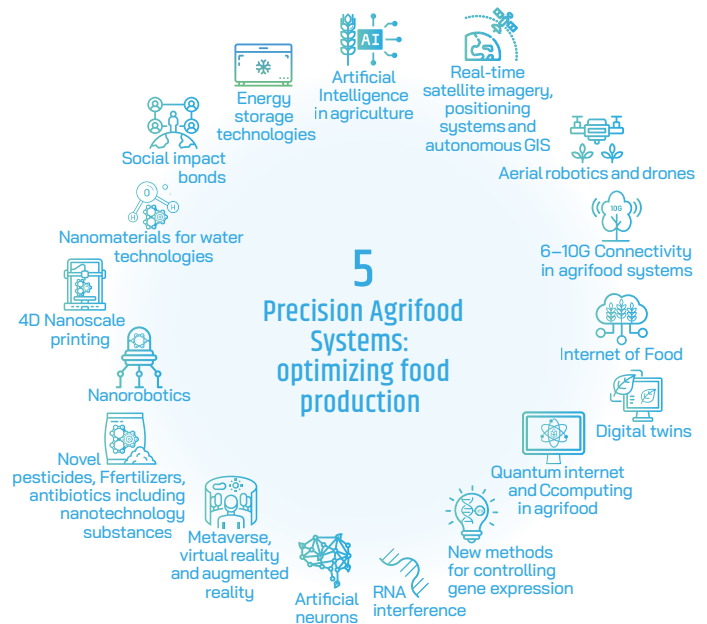 5
Precision Agrifood
Systems:
optimizing food
production
Artificial
Intelligence
in agriculture
AI
Real-time
satellite imagery,
positioning
systems and
autonomous GIS
Aerial robotics and drones
10G
6–10G Connectivity
in agrifood systems
Internet of Food
Digital twins
Quantum internet
and Ccomputing
in agrifood
New methods
for controlling
gene expression
RNA
interference
Artificial
neurons
Metaverse,
virtual reality
and augmented
reality
Novel
pesticides, Ffertilizers,
antibiotics including
nanotechnology
substances
Nanorobotics
4D Nanoscale
printing
O
H
H
Nanomaterials for water
technologies
Social impact
bonds
Energy
storage
technologies